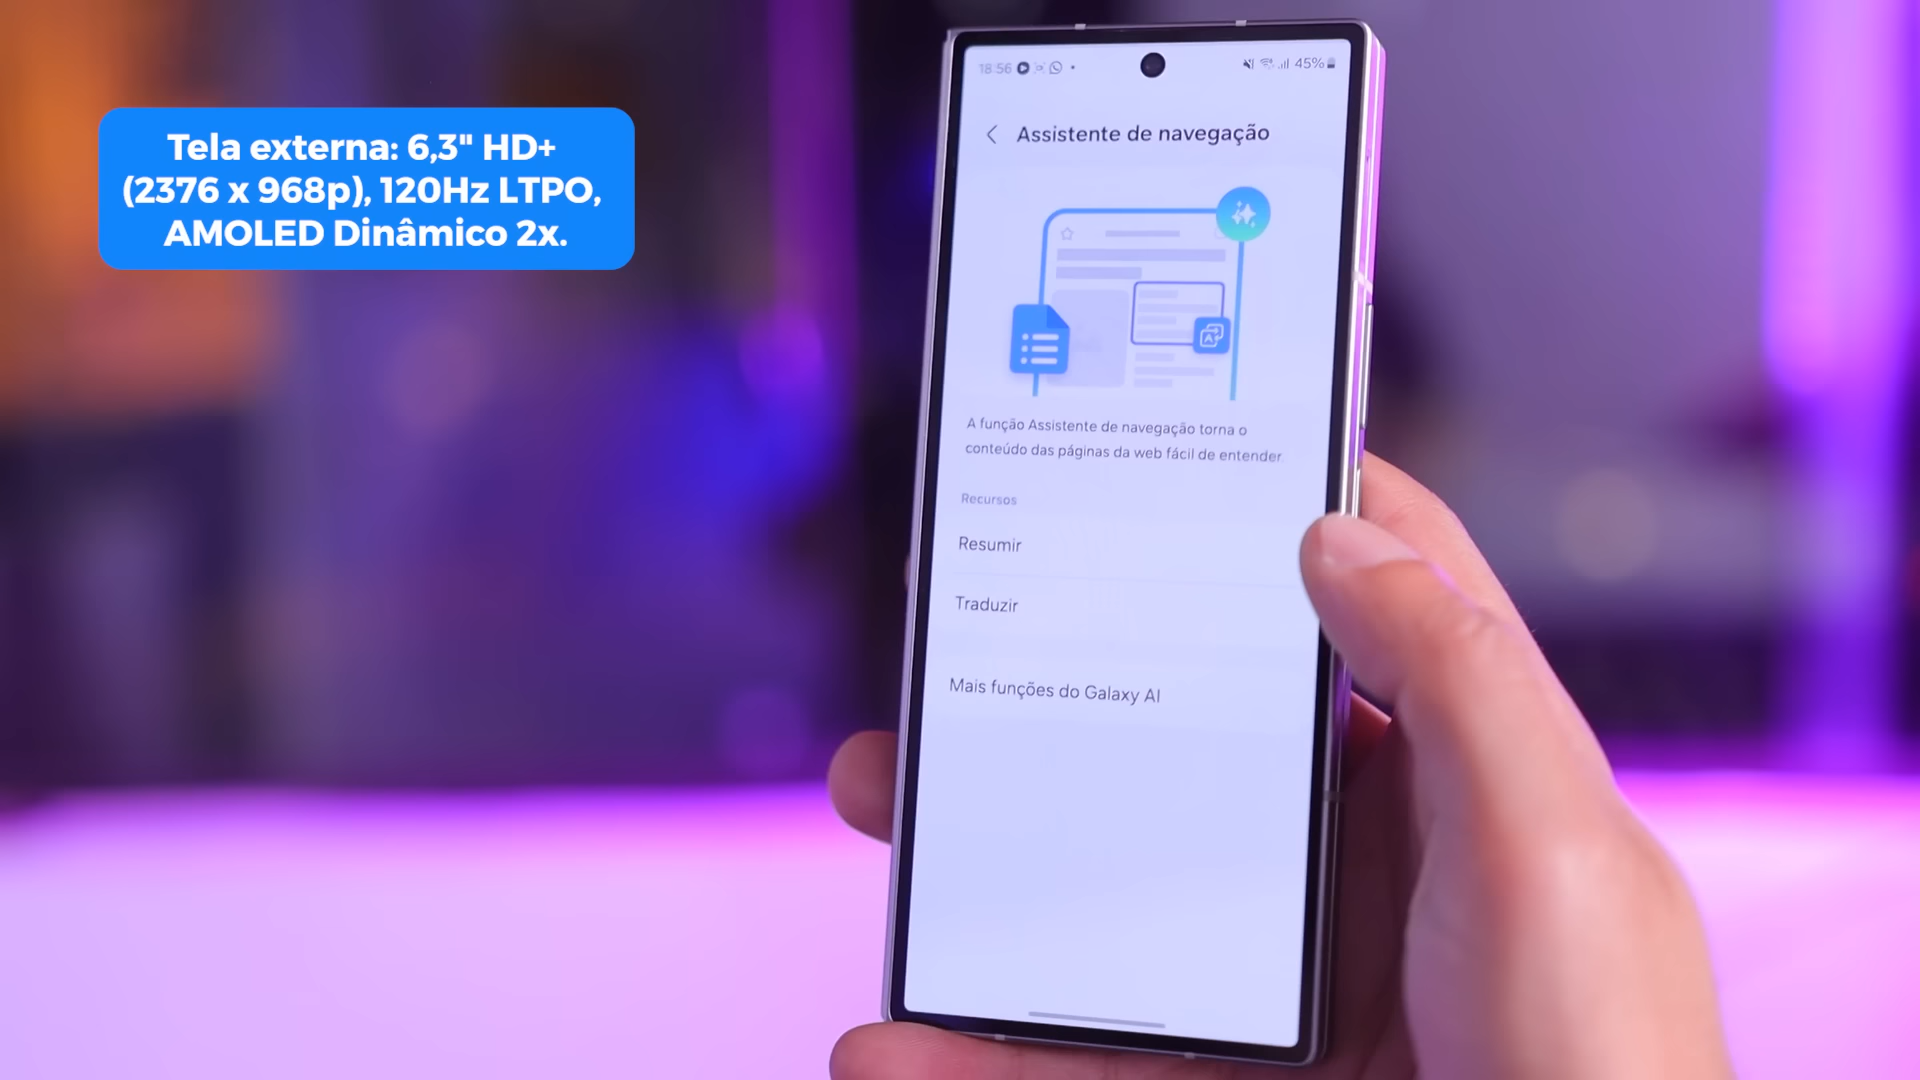 Tela externa: 6,3" HD+
(2376 x 968p), 120Hz LTPO,
AMOLED Dinâmico 2x.
18:56
45%
Assistente de navegação
A função Assistente de navegação torna o
conteúdo das páginas da web fácil de entender.
Recursos
Resumir
Traduzir
Mais funções do Galaxy AI